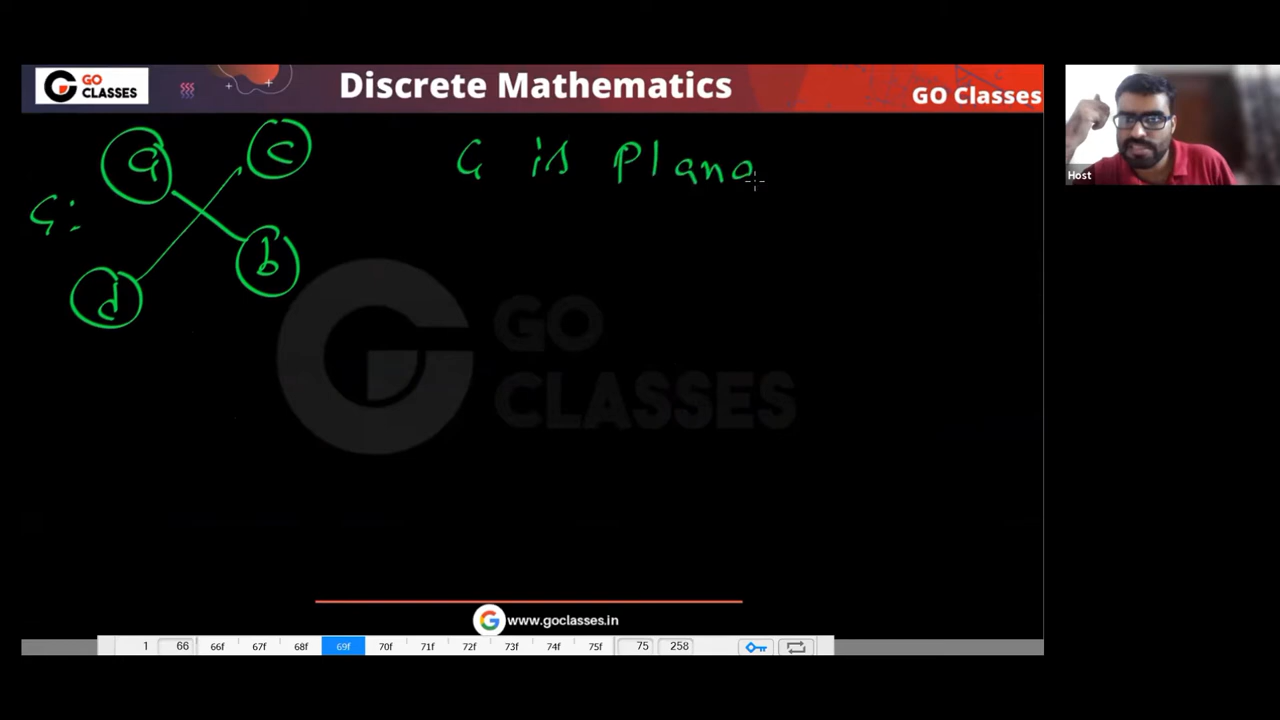 GO
CLASSES
Discrete Mathematics
GO Classes
a
c
G is Plana
G:
b
d
Host
GO
CLASSES
www.goclasses.in
1 66 66f 67f 68f 69f 70f 71f 72f 73f 74f 75f 75 258